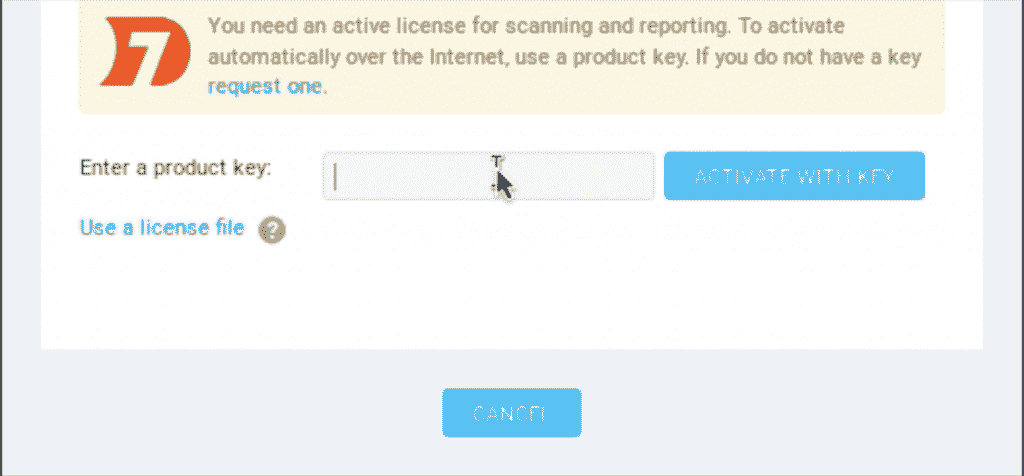 You need an active license for scanning and reporting. To activate
automatically over the Internet, use a product key. If you do not have a key
request one.
7
Enter a product key:
ACTIVATE WITH KEY
Use a license file ?
CANCEL